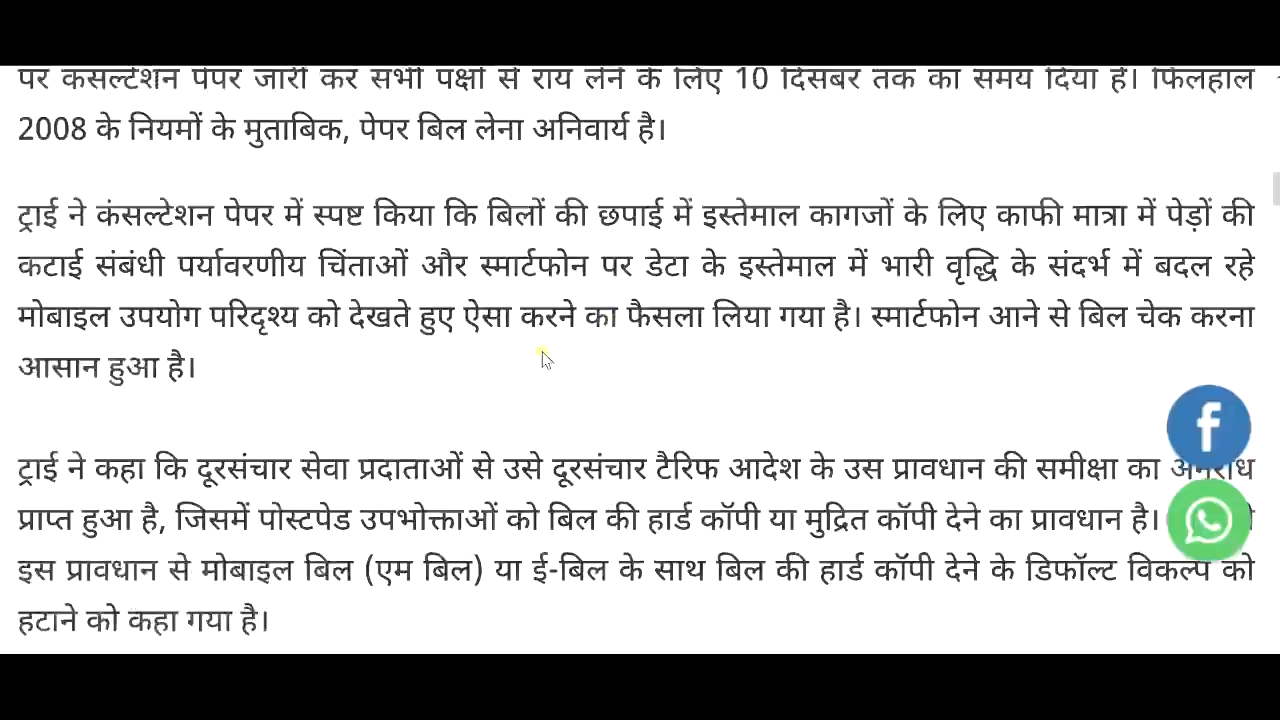 पर कंसल्टेशन पेपर जारी कर सभी पक्षों से राय लेने के लिए 10 दिसंबर तक का समय दिया है। फिलहाल
2008 के नियमों के मुताबिक, पेपर बिल लेना अनिवार्य है।
ट्राई ने कंसल्टेशन पेपर में स्पष्ट किया कि बिलों की छपाई में इस्तेमाल कागजों के लिए काफी मात्रा में पेड़ों की
कटाई संबंधी पर्यावरणीय चिंताओं और स्मार्टफोन पर डेटा के इस्तेमाल में भारी वृद्धि के संदर्भ में बदल रहे
मोबाइल उपयोग परिदृश्य को देखते हुए ऐसा करने का फैसला लिया गया है। स्मार्टफोन आने से बिल चेक करना
आसान हुआ है।
ट्राई ने कहा कि दूरसंचार सेवा प्रदाताओं से उसे दूरसंचार टैरिफ आदेश के उस प्रावधान की समीक्षा का
प्राप्त हुआ है, जिसमें पोस्टपेड उपभोक्ताओं को बिल की हार्ड कॉपी या मुद्रित कॉपी देने का प्रावधान है।
इस प्रावधान से मोबाइल बिल (एम बिल) या ई-बिल के साथ बिल की हार्ड कॉपी देने के डिफॉल्ट विकल्प को
हटाने को कहा गया है।